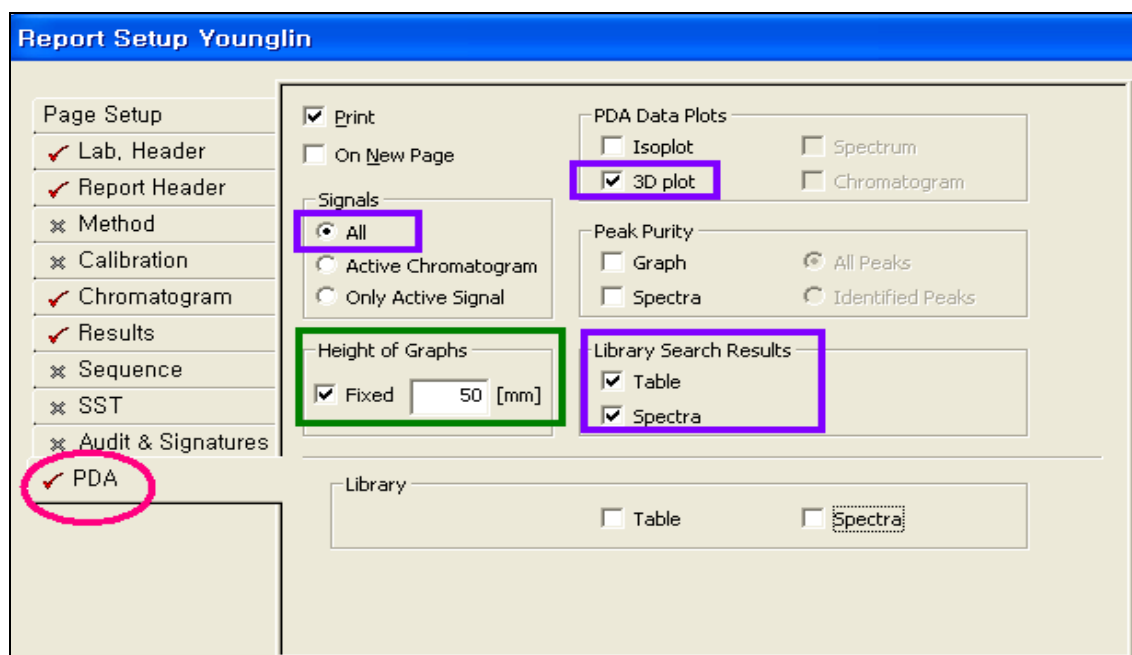 Report Setup Younglin
Page Setup
Lab, Header
Report Header
Method
Calibration
Chromatogram
Results
Sequence
SST
Audit & Signatures
PDA
Print
On New Page
Signals
All
Active Chromatogram
Only Active Signal
Height of Graphs
Fixed 50 [mm]
PDA Data Plots
Isoplot Spectrum
3D plot Chromatogram
Peak Purity
Graph All Peaks
Spectra Identified Peaks
Library Search Results
Table
Spectra
Library
Table Spectra